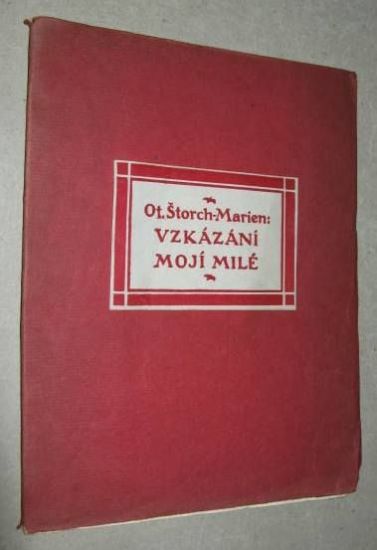 Ot. Štorch-Marien:
VZKÁZÁNÍ
MOJÍ MILÉ